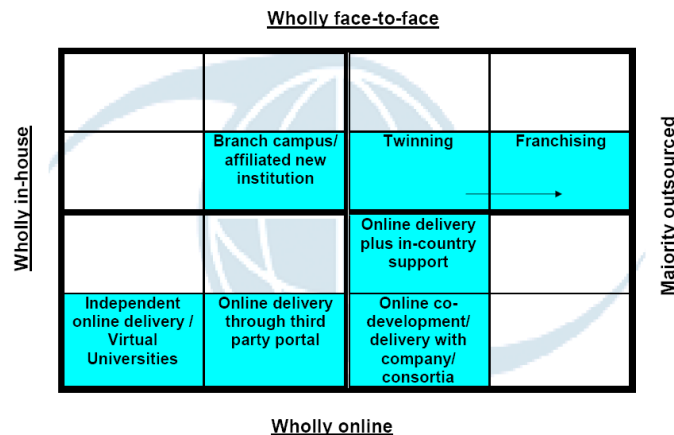 Wholly face-to-face
Wholly in-house
Majority outsourced
Branch campus/
affiliated new
institution
Twinning
Franchising
Online delivery
plus in-country
support
Independent
online delivery /
Virtual
Universities
Online delivery
through third
party portal
Online co-
development/
delivery with
company/
consortia
Wholly online